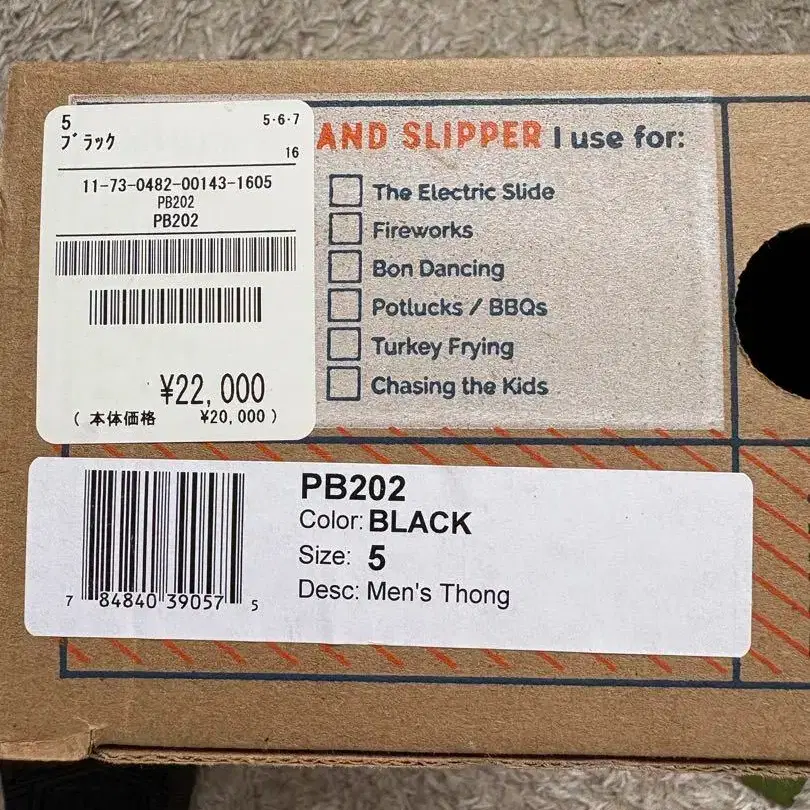 5
5・6・7
ブラック
16
11-73-0482-00143-1605
PB202
PB202
¥22,000
(本体価格 ¥20,000)
AND SLIPPER I use for:
The Electric Slide
Fireworks
Bon Dancing
Potlucks / BBQs
Turkey Frying
Chasing the Kids
PB202
Color: BLACK
Size: 5
Desc: Men's Thong
7 84840 39057 5